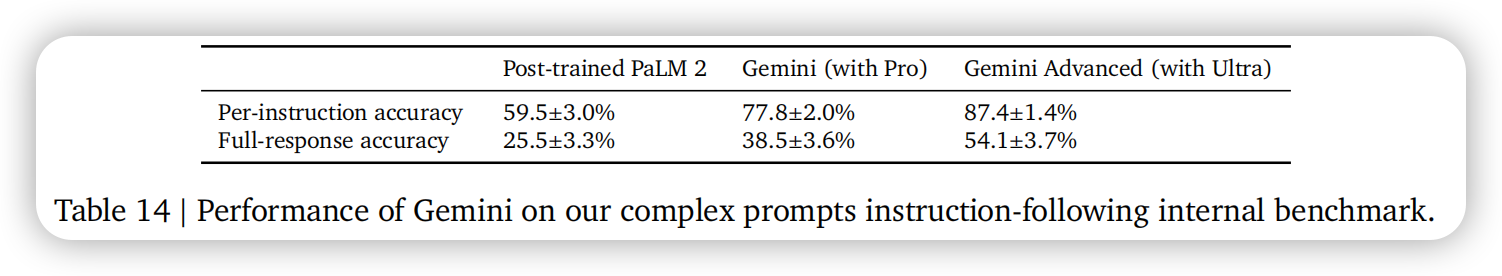 Post-trained PaLM 2 Gemini (with Pro) Gemini Advanced (with Ultra)
Per-instruction accuracy 59.5±3.0% 77.8±2.0% 87.4±1.4%
Full-response accuracy 25.5±3.3% 38.5±3.6% 54.1±3.7%
Table 14 | Performance of Gemini on our complex prompts instruction-following internal benchmark.